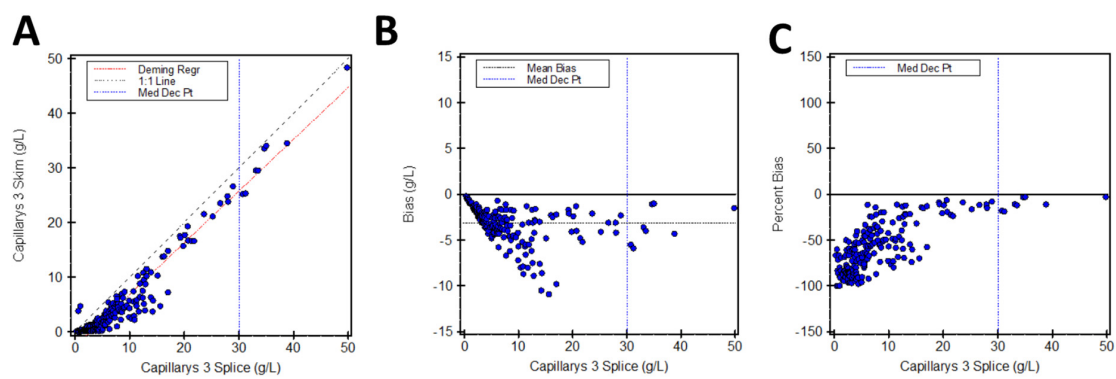 A
Deming Regr
1:1 Line
Med Dec Pt
50
40
30
20
10
0
0 10 20 30 40 50
Capillarys 3 Skim (g/L)
Capillarys 3 Splice (g/L)
B
Mean Bias
Med Dec Pt
15
10
5
0
-5
-10
-15
0 10 20 30 40 50
Bias (g/L)
Capillarys 3 Splice (g/L)
C
Med Dec Pt
150
100
50
0
-50
-100
-150
0 10 20 30 40 50
Percent Bias
Capillarys 3 Splice (g/L)